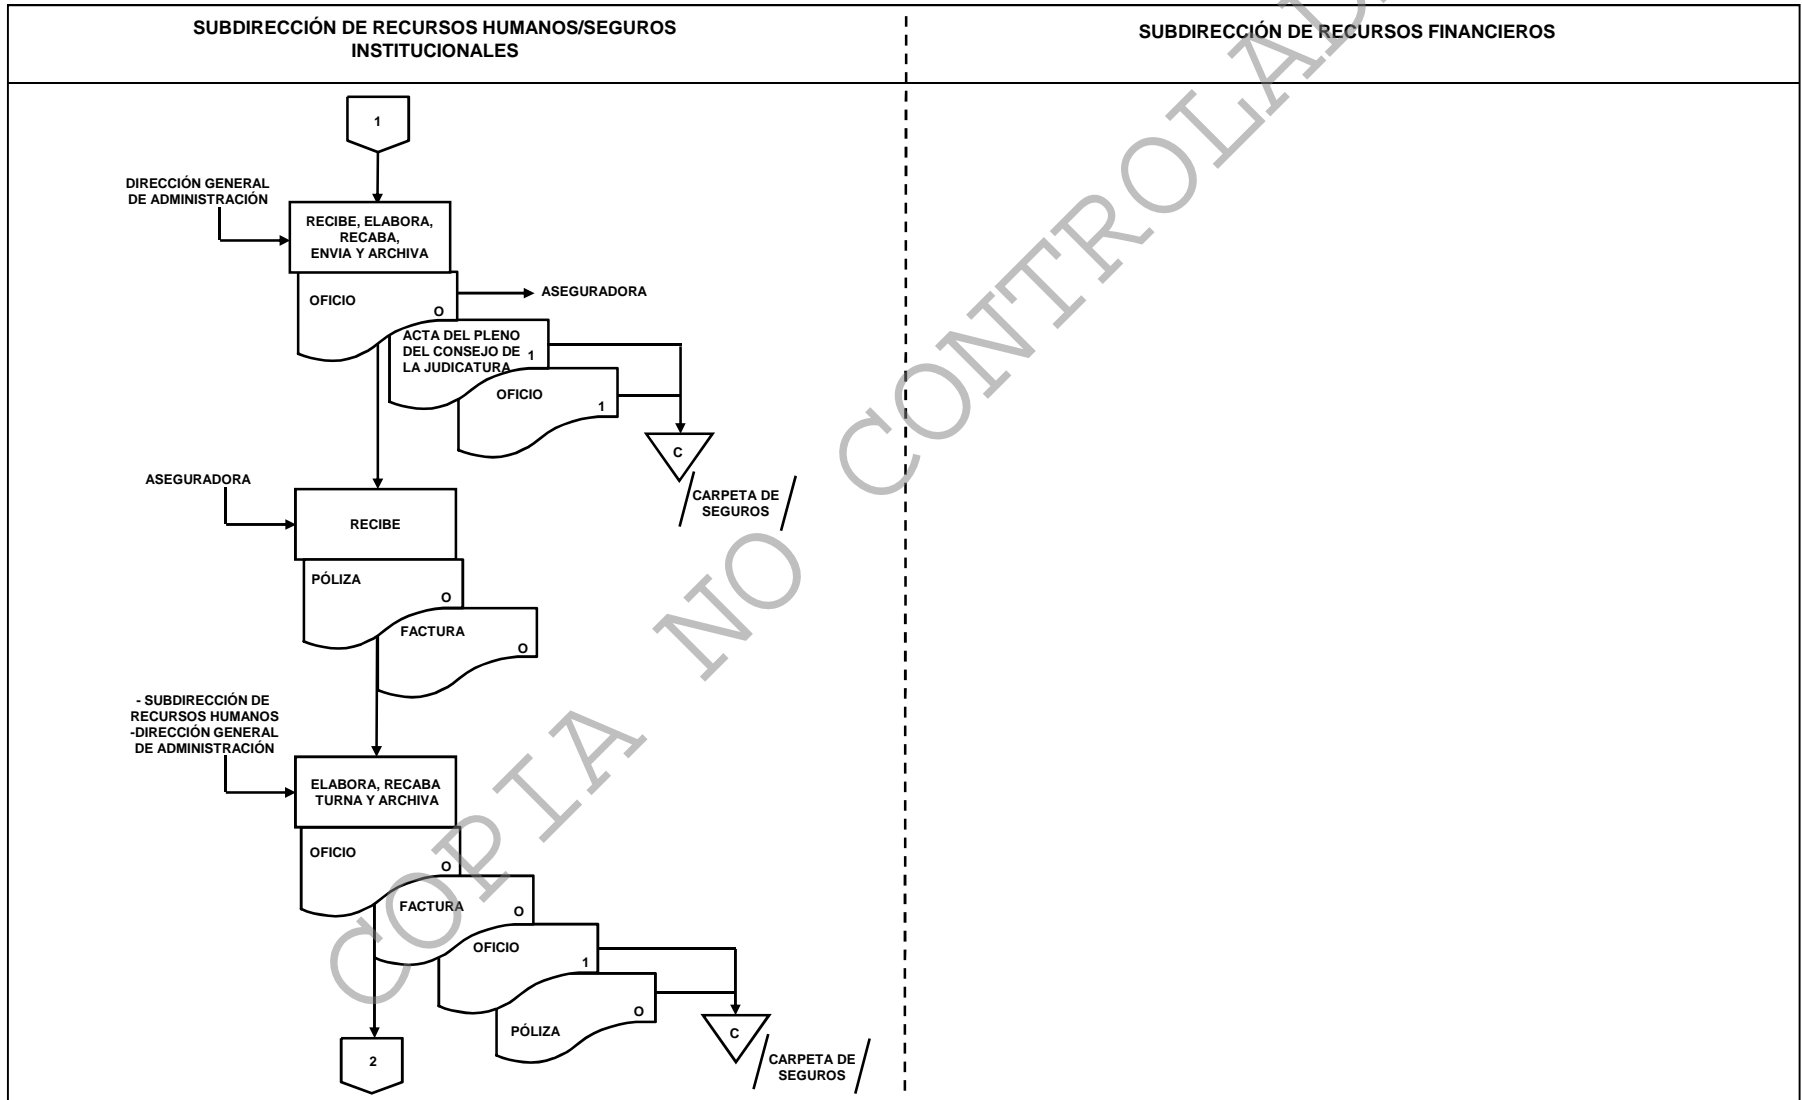 SUBDIRECCIÓN DE RECURSOS HUMANOS/SEGUROS
INSTITUCIONALES
SUBDIRECCIÓN DE RECURSOS FINANCIEROS
1
DIRECCIÓN GENERAL
DE ADMINISTRACIÓN
RECIBE, ELABORA,
RECABA,
ENVIA Y ARCHIVA
OFICIO
O
ASEGURADORA
ACTA DEL PLENO
DEL CONSEJO DE
LA JUDICATURA
1
OFICIO
1
C
CARPETA DE
SEGUROS
ASEGURADORA
RECIBE
PÓLIZA
O
FACTURA
O
- SUBDIRECCIÓN DE
RECURSOS HUMANOS
-DIRECCIÓN GENERAL
DE ADMINISTRACIÓN
ELABORA, RECABA
TURNA Y ARCHIVA
OFICIO
O
FACTURA
O
OFICIO
1
PÓLIZA
O
C
CARPETA DE
SEGUROS
2
COPIA NO CONTROLAD